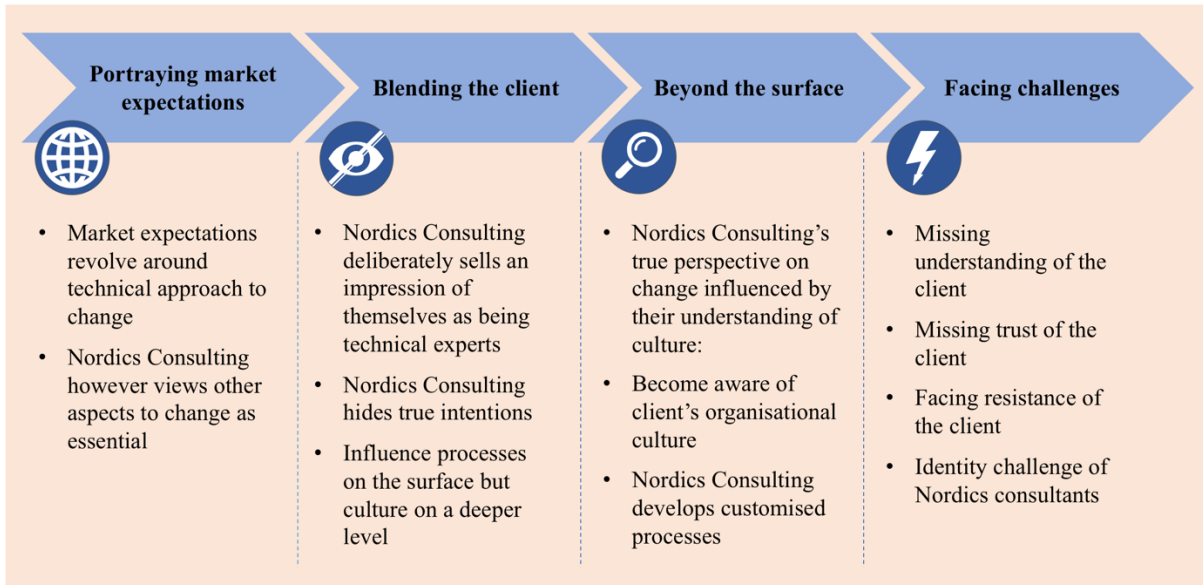 Portraying market
expectations
Blending the client
Beyond the surface
Facing challenges
• Market expectations
revolve around
technical approach to
change
• Nordics Consulting
however views other
aspects to change as
essential
• Nordics Consulting
deliberately sells an
impression of
themselves as being
technical experts
• Nordics Consulting
hides true intentions
• Influence processes
on the surface but
culture on a deeper
level
• Nordics Consulting’s
true perspective on
change influenced by
their understanding of
culture:
• Become aware of
client’s organisational
culture
• Nordics Consulting
develops customised
processes
• Missing
understanding of the
client
• Missing trust of the
client
• Facing resistance of
the client
• Identity challenge of
Nordics consultants